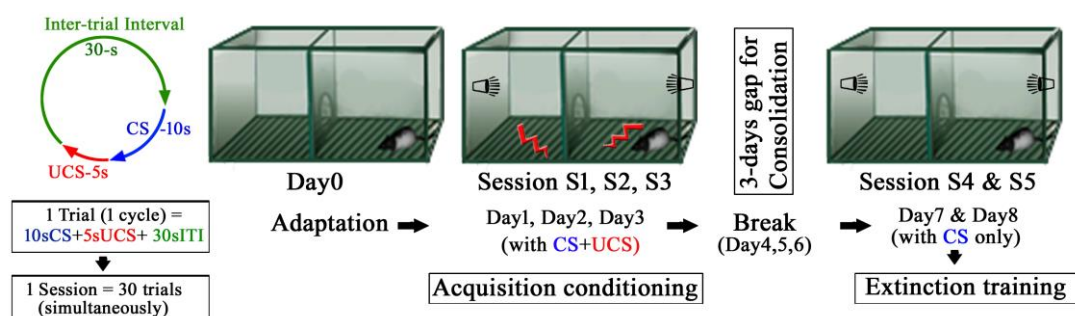 Inter-trial Interval
30-s
CS -10s
UCS-5s
1 Trial (1 cycle) =
10sCS+5sUCS+ 30sITI
1 Session = 30 trials
(simultaneously)
Day0
Adaptation
Session S1, S2, S3
Day1, Day2, Day3
(with CS+UCS)
Acquisition conditioning
3-days gap for
Consolidation
Break
(Day4,5,6)
Session S4 & S5
Day7 & Day8
(with CS only)
Extinction training